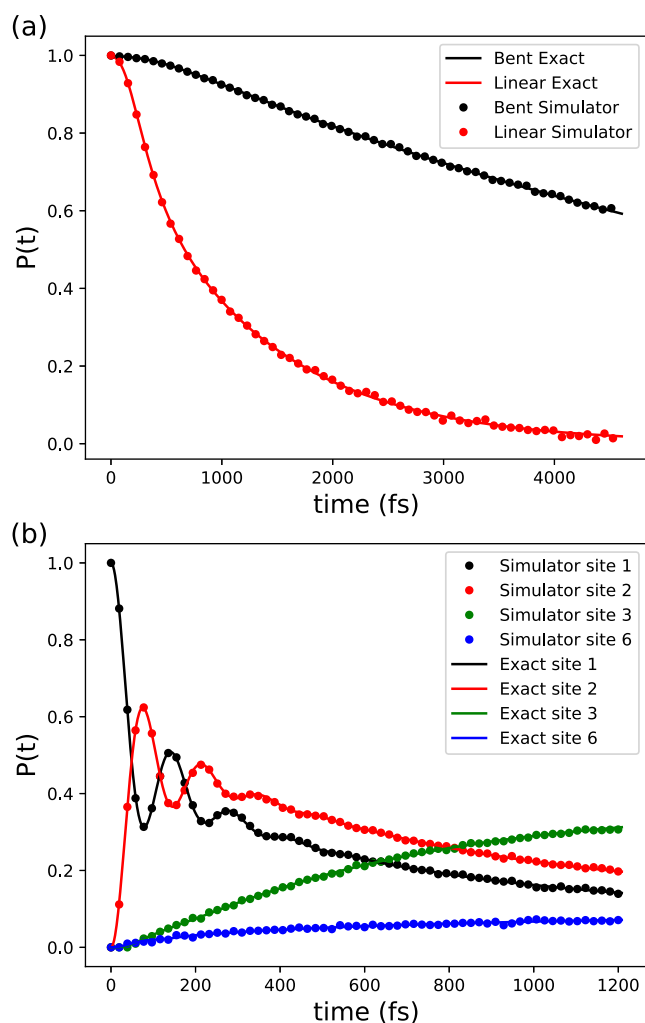 (a)
1.0
0.8
0.6
0.4
0.2
0.0
P(t)
Bent Exact
Linear Exact
Bent Simulator
Linear Simulator
0 1000 2000 3000 4000
time (fs)
(b)
1.0
0.8
0.6
0.4
0.2
0.0
P(t)
Simulator site 1
Simulator site 2
Simulator site 3
Simulator site 6
Exact site 1
Exact site 2
Exact site 3
Exact site 6
0 200 400 600 800 1000 1200
time (fs)